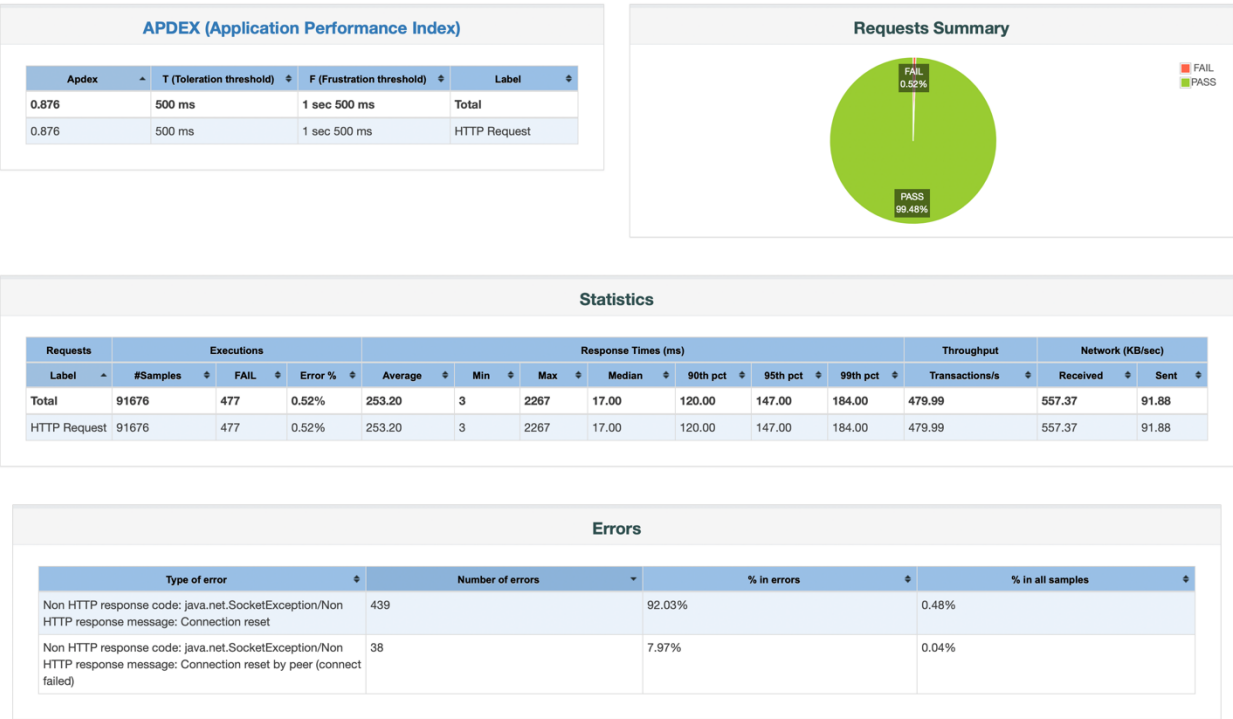 APDEX (Application Performance Index)
Apdex T (Toleration threshold) F (Frustration threshold) Label
0.876 500 ms 1 sec 500 ms Total
0.876 500 ms 1 sec 500 ms HTTP Request
Requests Summary
FAIL
0.52%
PASS
99.48%
FAIL
PASS
Statistics
Requests Executions Response Times (ms) Throughput Network (KB/sec)
Label #Samples FAIL Error % Average Min Max Median 90th pct 95th pct 99th pct Transactions/s Received Sent
Total 91676 477 0.52% 253.20 3 2267 17.00 120.00 147.00 184.00 479.99 557.37 91.88
HTTP Request 91676 477 0.52% 253.20 3 2267 17.00 120.00 147.00 184.00 479.99 557.37 91.88
Errors
Type of error Number of errors % in errors % in all samples
Non HTTP response code: java.net.SocketException/Non 439 92.03% 0.48%
HTTP response message: Connection reset
Non HTTP response code: java.net.SocketException/Non 38 7.97% 0.04%
HTTP response message: Connection reset by peer (connect
failed)